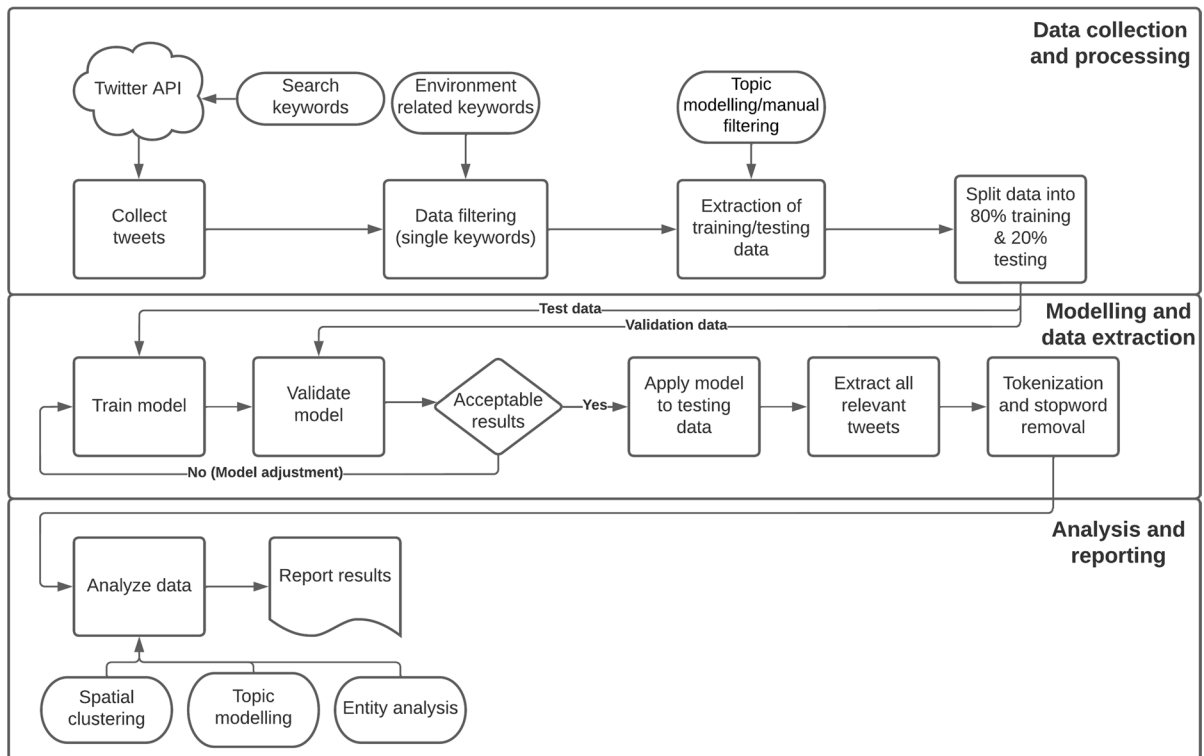 Data collection
and processing
Twitter API
Search
keywords
Environment
related keywords
Topic
modelling/manual
filtering
Collect
tweets
Data filtering
(single keywords)
Extraction of
training/testing
data
Split data into
80% training
& 20%
testing
Test data
Validation data
Modelling and
data extraction
Train model
Validate
model
Acceptable
results
Yes
Apply model
to testing
data
Extract all
relevant
tweets
Tokenization
and stopword
removal
No (Model adjustment)
Analysis and
reporting
Analyze data
Report results
Spatial
clustering
Topic
modelling
Entity analysis